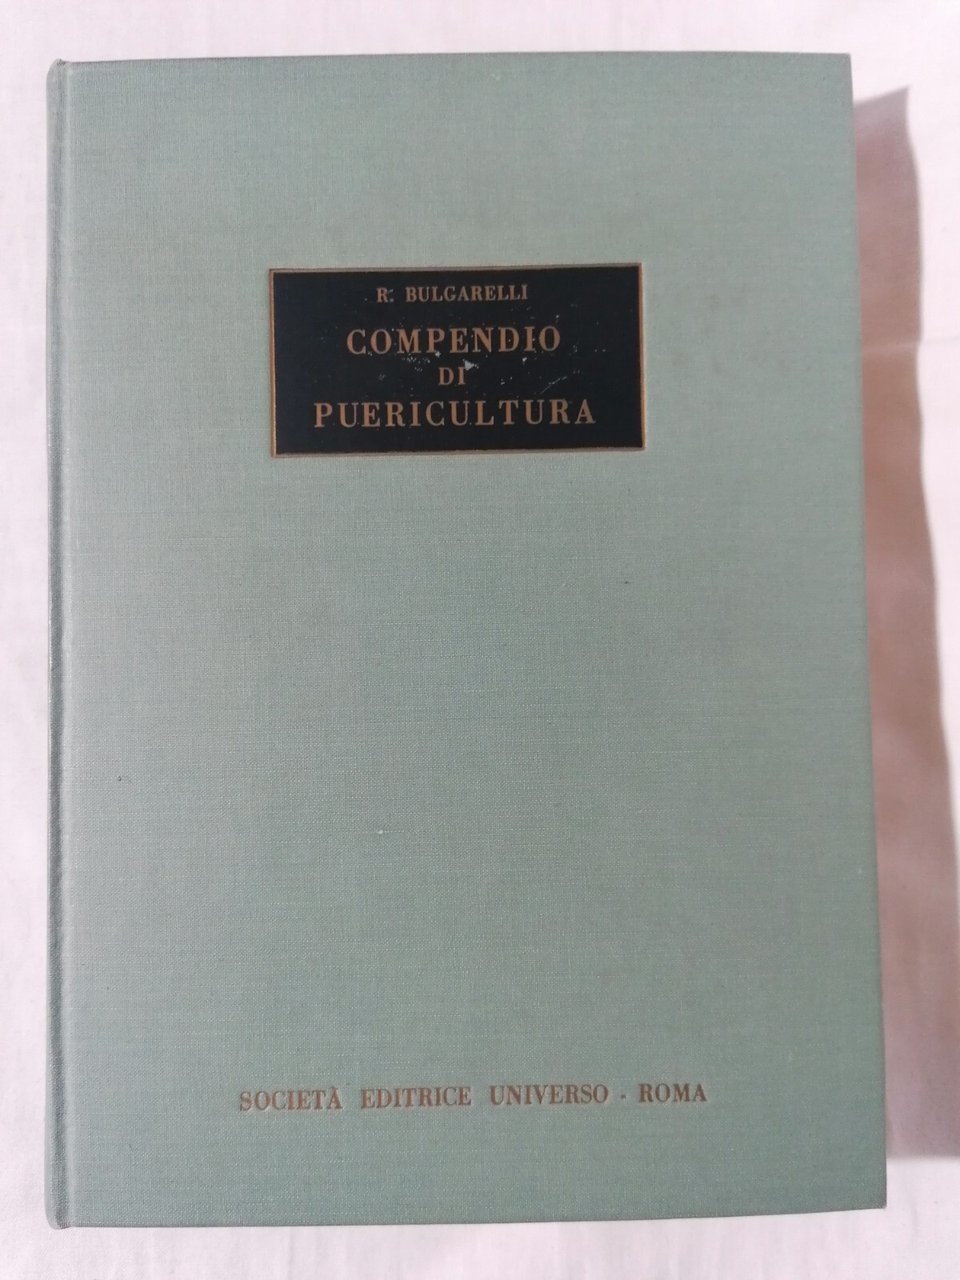 R. BULGARELLI
COMPENDIO
DI
PUERICULTURA
SOCIETÀ EDITRICE UNIVERSO - ROMA